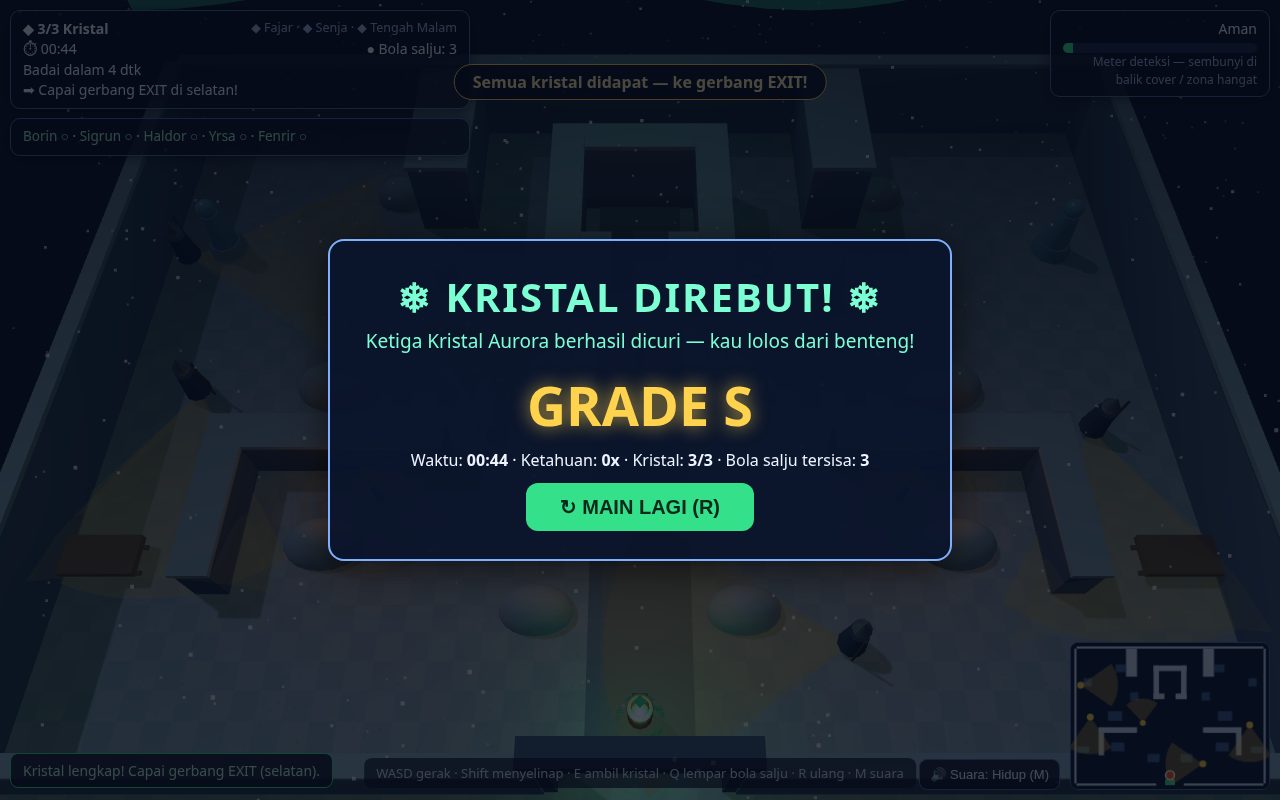 ◆ 3/3 Kristal
◆ Fajar · ◆ Senja · ◆ Tengah Malam
⏱ 00:44
● Bola salju: 3
Badai dalam 4 dtk
➡ Capai gerbang EXIT di selatan!
Borin ○ · Sigrun ○ · Haldor ○ · Yrsa ○ · Fenrir ○
Semua kristal didapat — ke gerbang EXIT!
Aman
Meter deteksi — sembunyi di
balik cover / zona hangat
❄ KRISTAL DIREBUT! ❄
Ketiga Kristal Aurora berhasil dicuri — kau lolos dari benteng!
GRADE S
Waktu: 00:44 · Ketahuan: 0x · Kristal: 3/3 · Bola salju tersisa: 3
↻ MAIN LAGI (R)
Kristal lengkap! Capai gerbang EXIT (selatan).
WASD gerak · Shift menyelinap · E ambil kristal · Q lempar bola salju · R ulang · M suara
🔊 Suara: Hidup (M)